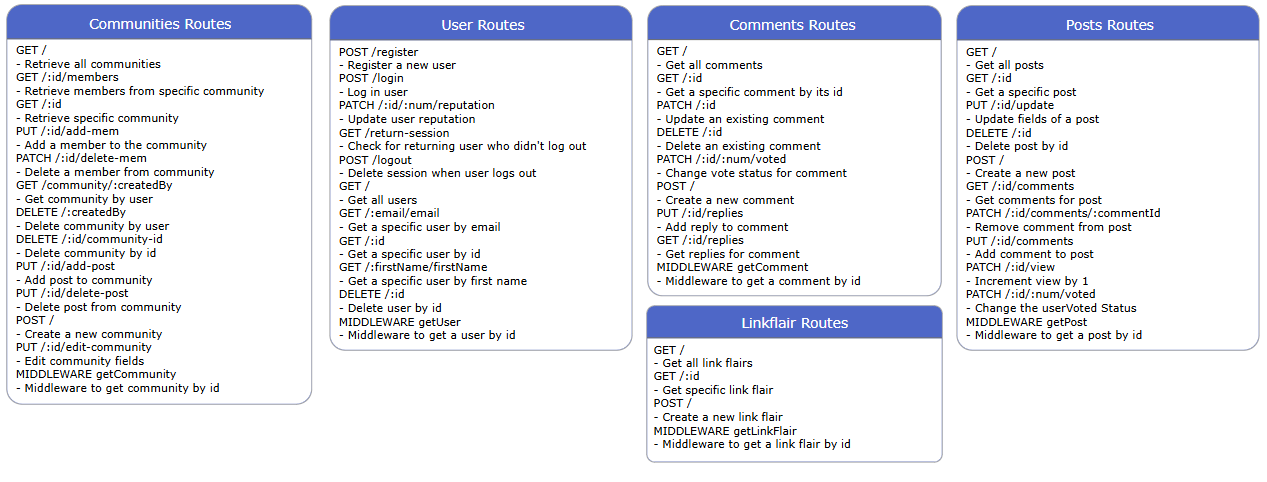 Communities Routes
GET /
- Retrieve all communities
GET /:id/members
- Retrieve members from specific community
GET /:id
- Retrieve specific community
PUT /:id/add-mem
- Add a member to the community
PATCH /:id/delete-mem
- Delete a member from community
GET /community/:createdBy
- Get community by user
DELETE /:createdBy
- Delete community by user
DELETE /:id/community-id
- Delete community by id
PUT /:id/add-post
- Add post to community
PUT /:id/delete-post
- Delete post from community
POST /
- Create a new community
PUT /:id/edit-community
- Edit community fields
MIDDLEWARE getCommunity
- Middleware to get community by id
User Routes
POST /register
- Register a new user
POST /login
- Log in user
PATCH /:id/:num/reputation
- Update user reputation
GET /return-session
- Check for returning user who didn't log out
POST /logout
- Delete session when user logs out
GET /
- Get all users
GET /:email/email
- Get a specific user by email
GET /:id
- Get a specific user by id
GET /:firstName/firstName
- Get a specific user by first name
DELETE /:id
- Delete user by id
MIDDLEWARE getUser
- Middleware to get a user by id
Comments Routes
GET /
- Get all comments
GET /:id
- Get a specific comment by its id
PATCH /:id
- Update an existing comment
DELETE /:id
- Delete an existing comment
PATCH /:id/:num/voted
- Change vote status for comment
POST /
- Create a new comment
PUT /:id/replies
- Add reply to comment
GET /:id/replies
- Get replies for comment
MIDDLEWARE getComment
- Middleware to get a comment by id
Linkflair Routes
GET /
- Get all link flairs
GET /:id
- Get specific link flair
POST /
- Create a new link flair
MIDDLEWARE getLinkFlair
- Middleware to get a link flair by id
Posts Routes
GET /
- Get all posts
GET /:id
- Get a specific post
PUT /:id/update
- Update fields of a post
DELETE /:id
- Delete post by id
POST /
- Create a new post
GET /:id/comments
- Get comments for post
PATCH /:id/comments/:commentId
- Remove comment from post
PUT /:id/comments
- Add comment to post
PATCH /:id/view
- Increment view by 1
PATCH /:id/:num/voted
- Change the userVoted Status
MIDDLEWARE getPost
- Middleware to get a post by id